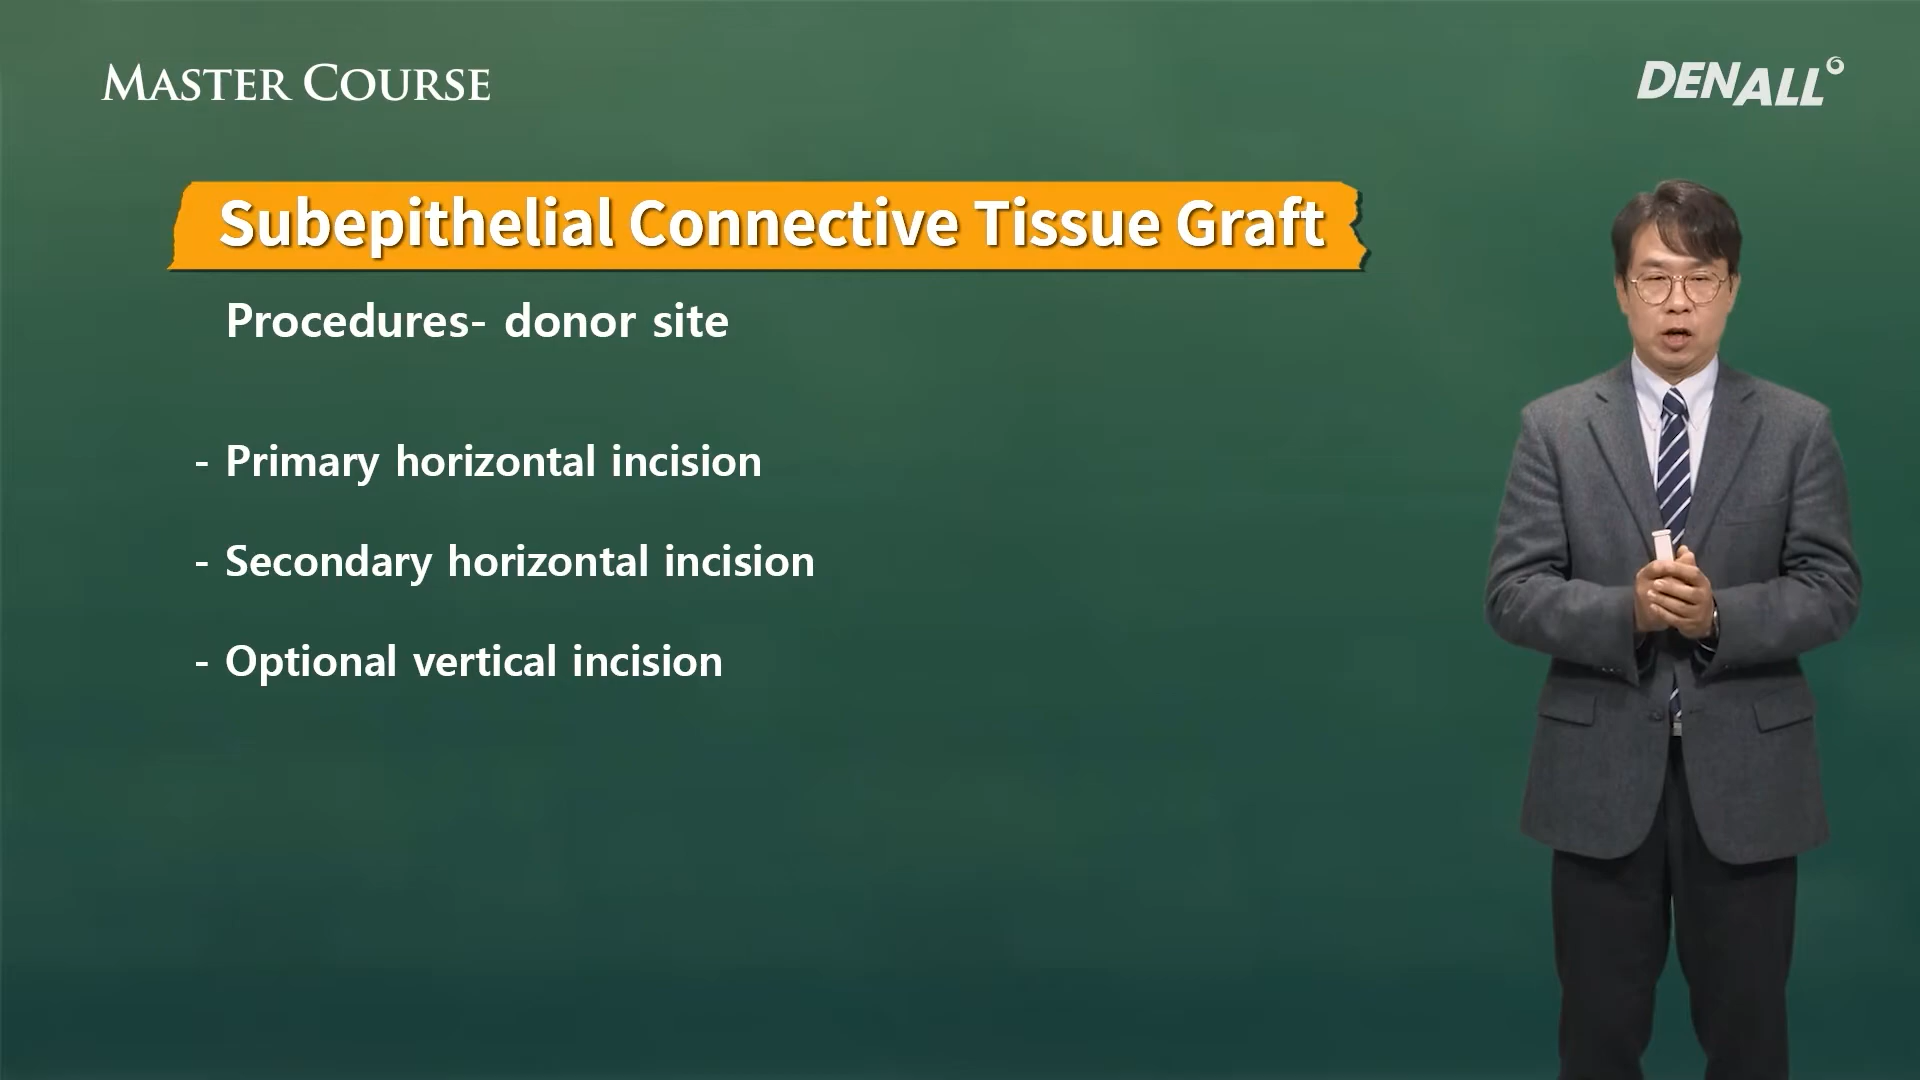 MASTER COURSE
DENALL
Subepithelial Connective Tissue Graft
Procedures- donor site
- Primary horizontal incision
- Secondary horizontal incision
- Optional vertical incision